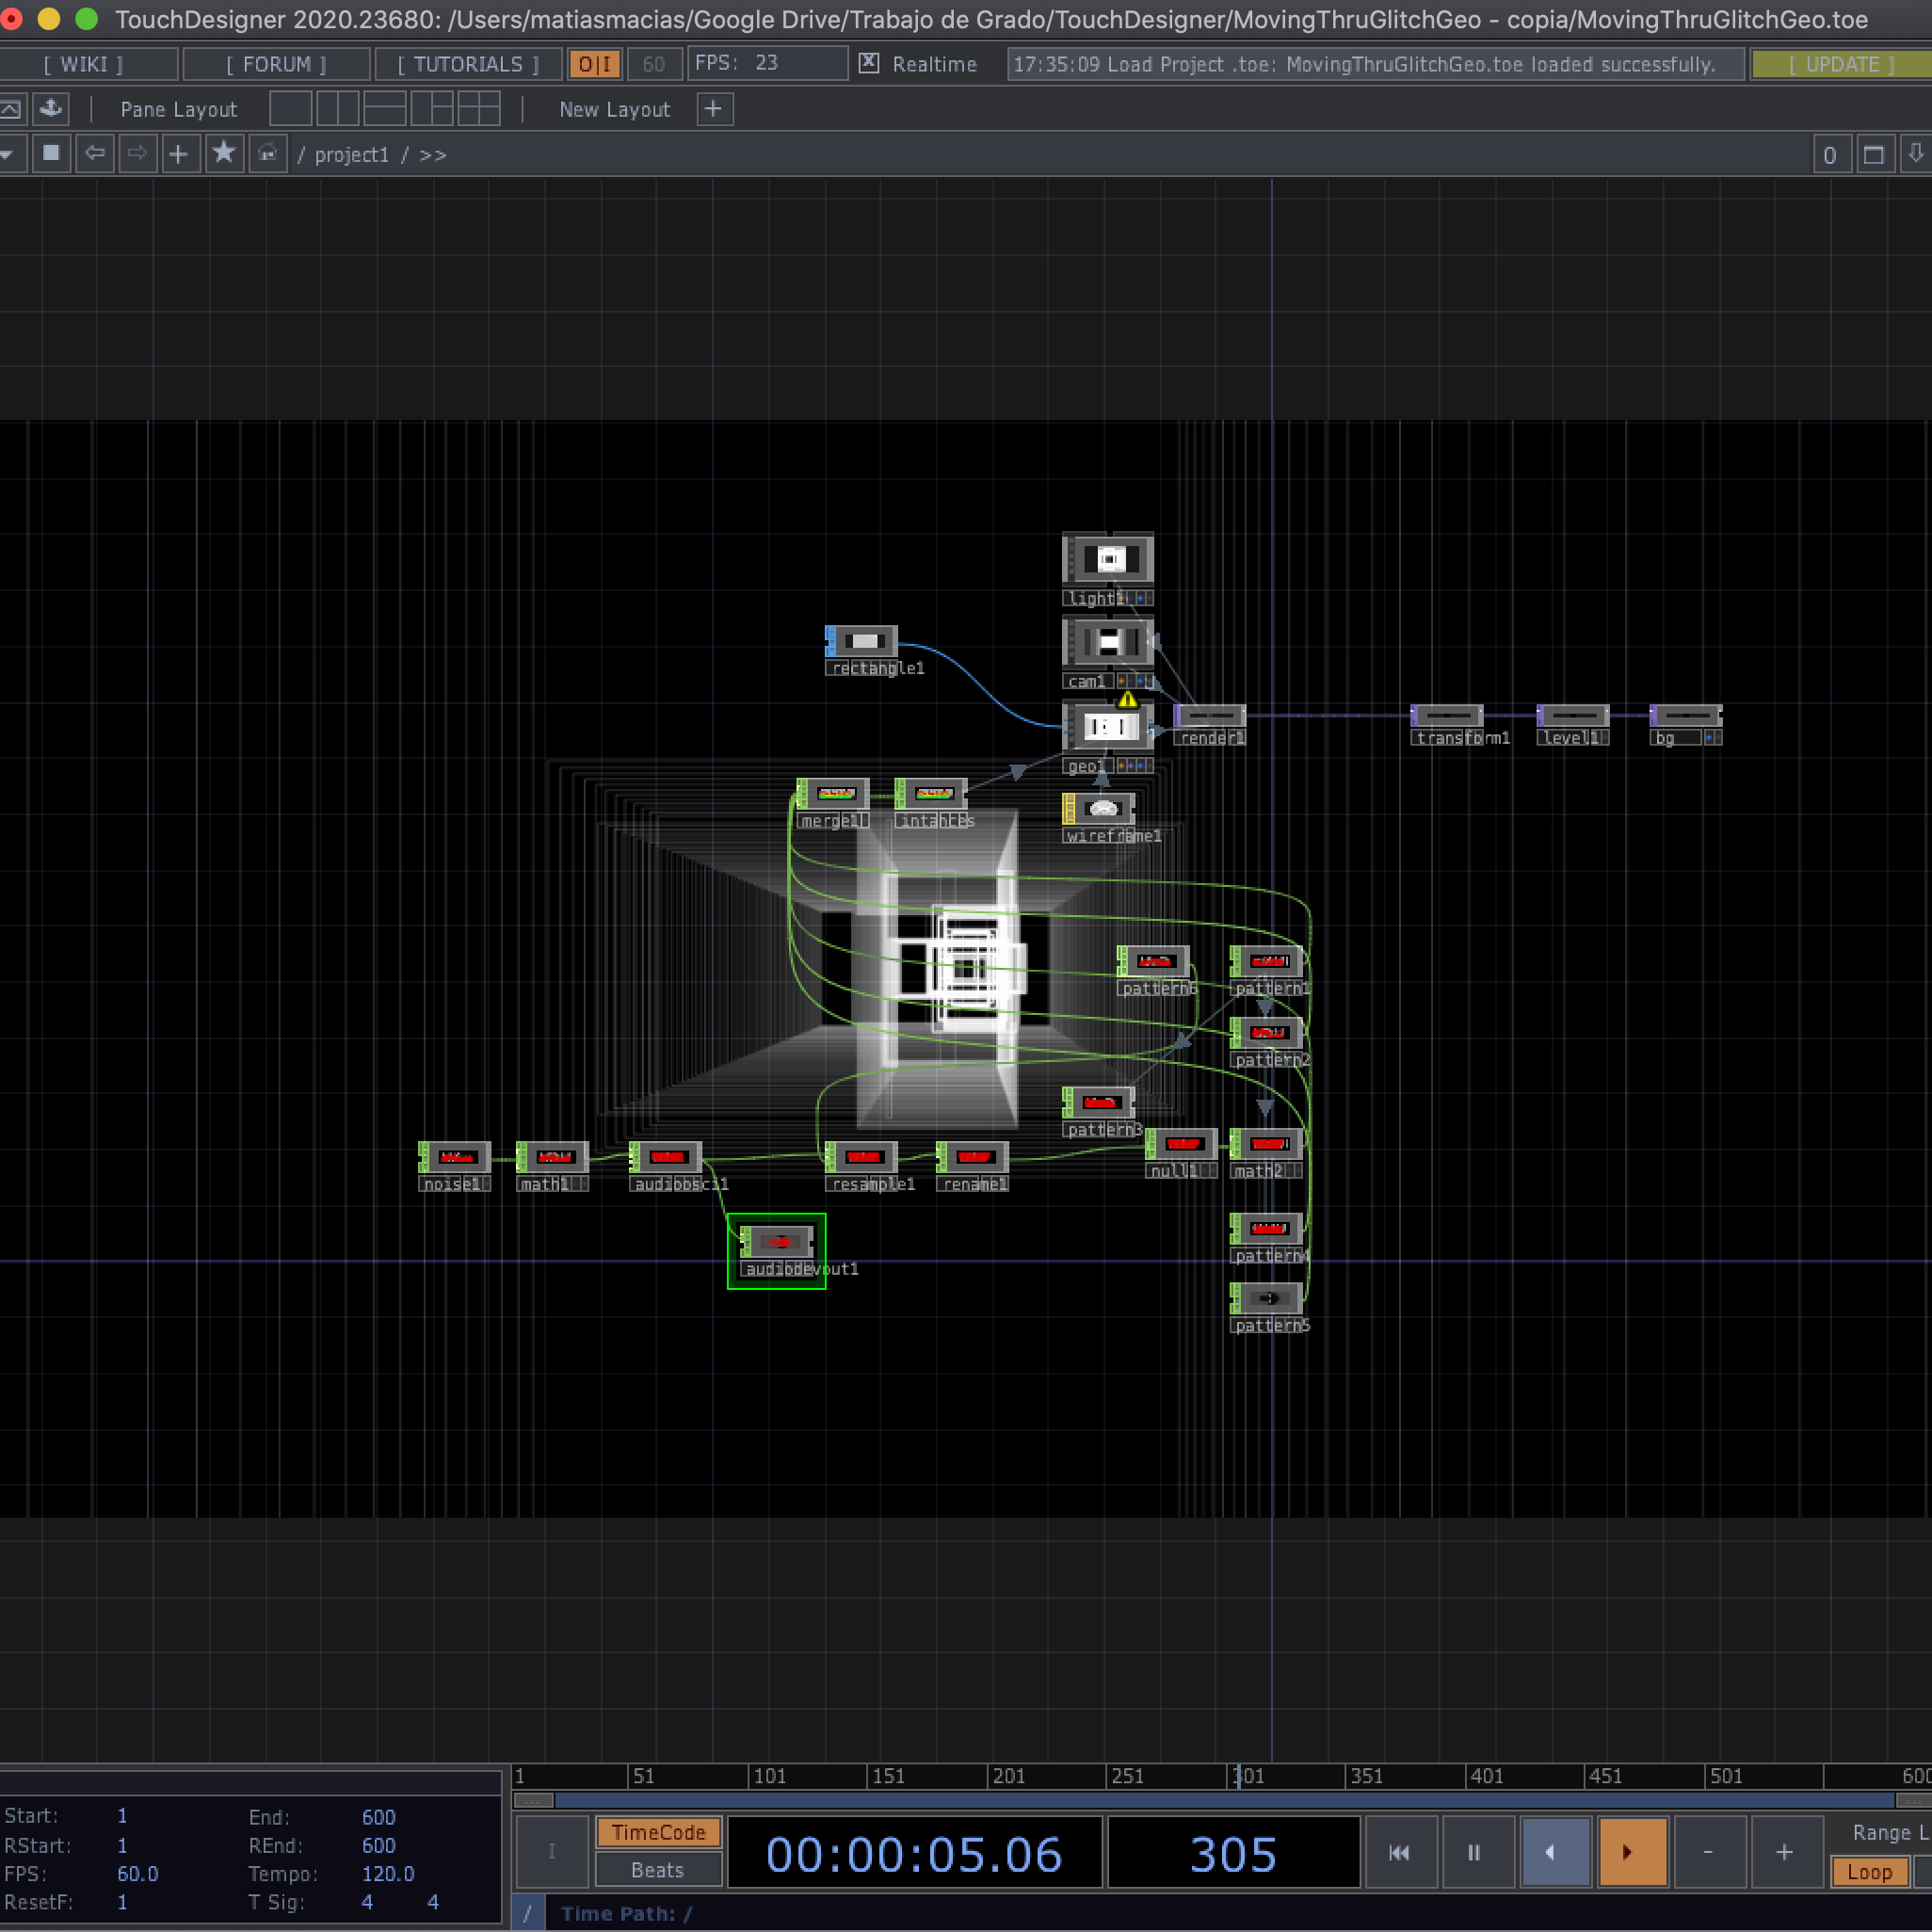 TouchDesigner 2020.23680: /Users/matiasmacias/Google Drive/Trabajo de Grado/TouchDesigner/MovingThruGlitchGeo - copia/MovingThruGlitchGeo.toe
[ WIKI ] [ FORUM ] [ TUTORIALS ] O|I 60 FPS: 23 Realtime 17:35:09 Load Project .toe: MovingThruGlitchGeo.toe loaded successfully. [ UPDATE ]
Pane Layout New Layout +
/ project1 / >> 0
light1
cam1
rectangle1
render1 transform1 level1 bg
geo1
merge1 intances
wireframe1
pattern6 pattern1
pattern2
pattern3
null1 math2
noise1 math1 audioosci1 resample1 rename1
pattern4
audiodevout1
pattern5
1 51 101 151 201 251 301 351 401 451 501 600
Start: 1 End: 600
RStart: 1 REnd: 600
FPS: 60.0 Tempo: 120.0
ResetF: 1 T Sig: 4 4
I TimeCode 00:00:05.06 305 - + Range L
Beats Loop
/ Time Path: /